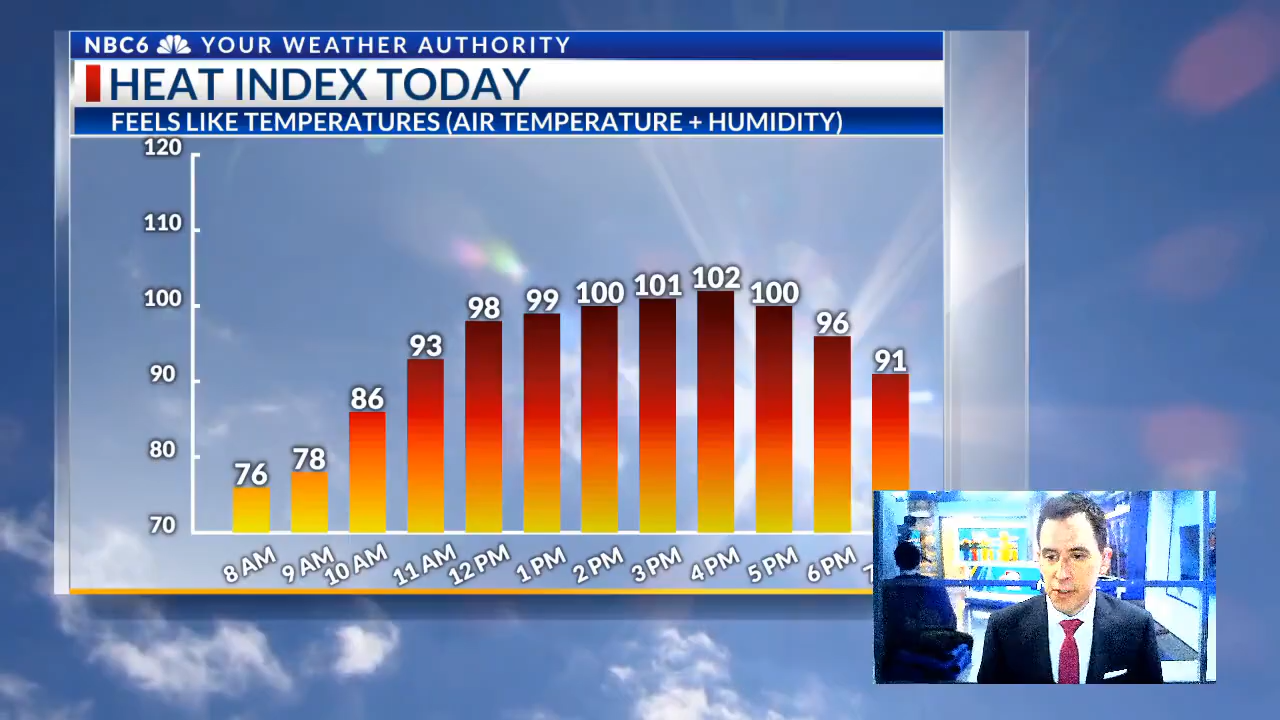 NBC6 YOUR WEATHER AUTHORITY
HEAT INDEX TODAY
FEELS LIKE TEMPERATURES (AIR TEMPERATURE + HUMIDITY)
120
110
100
90
80
70
76
78
86
93
98
99
100
101
102
100
96
91
8 AM
9 AM
10 AM
11 AM
12 PM
1 PM
2 PM
3 PM
4 PM
5 PM
6 PM